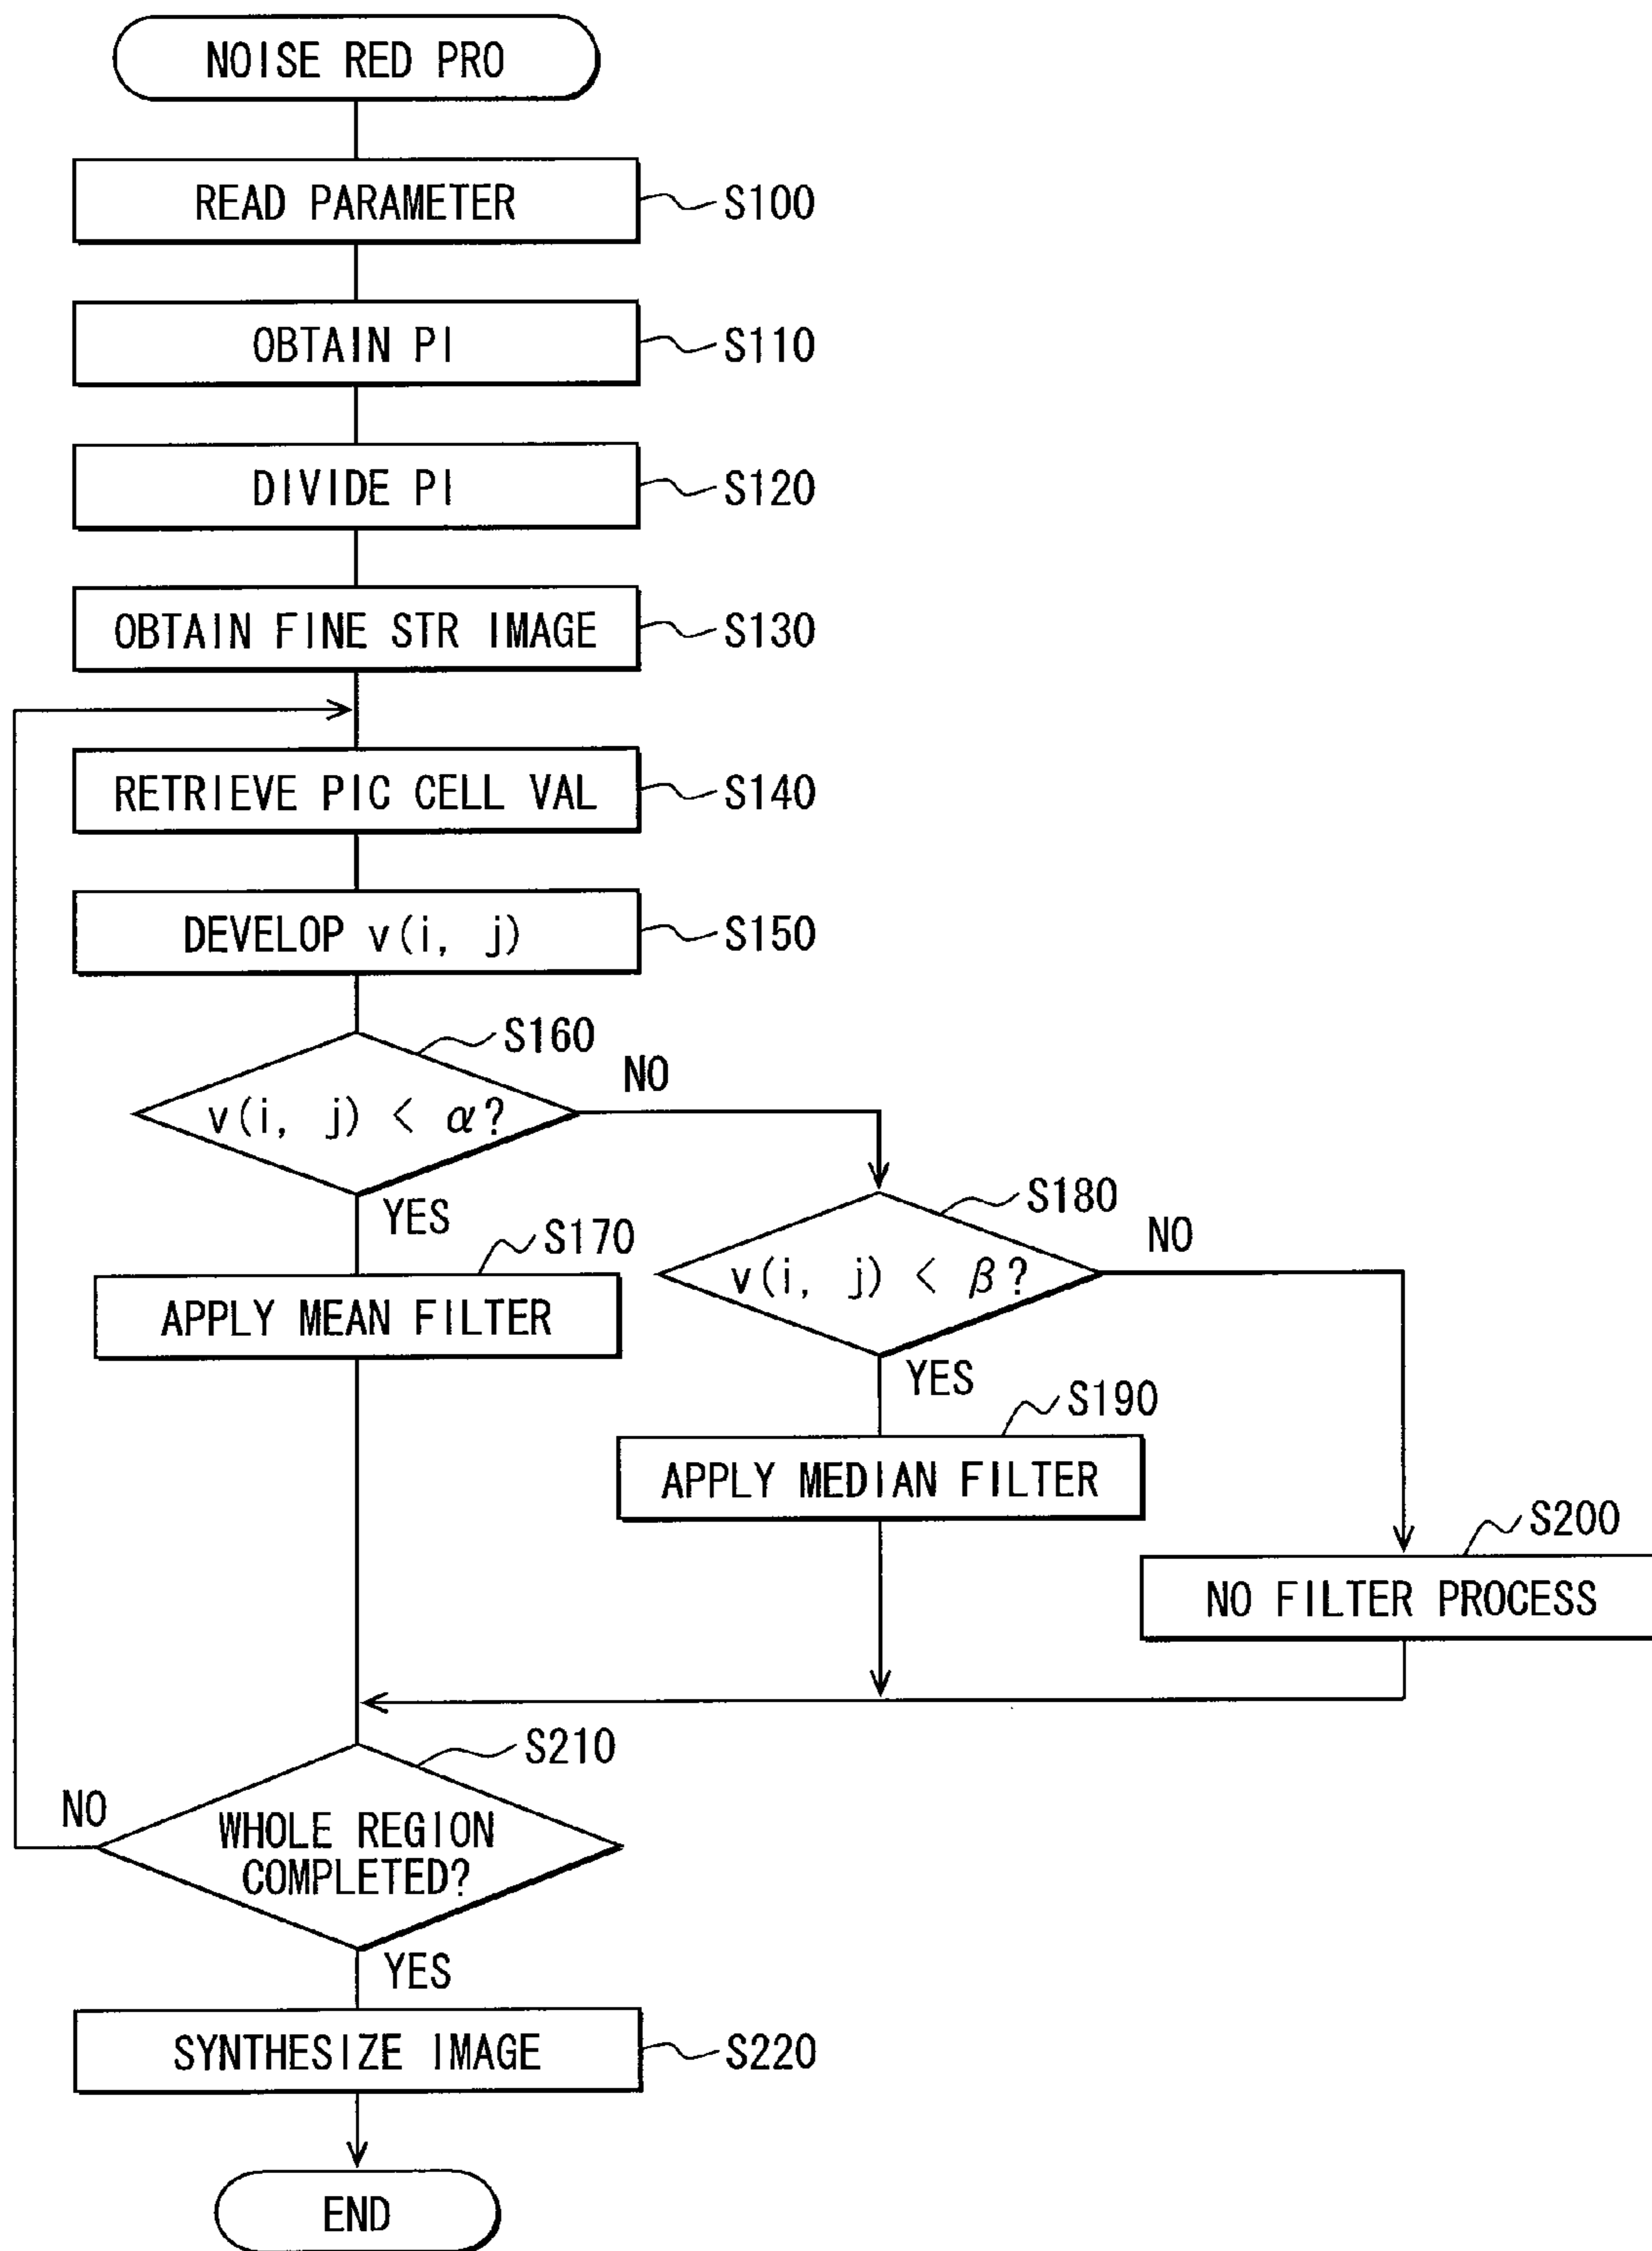 NOISE RED PRO
READ PARAMETER
S100
OBTAIN PI
S110
DIVIDE PI
S120
OBTAIN FINE STR IMAGE
S130
RETRIEVE PIC CELL VAL
S140
DEVELOP v(i, j)
S150
S160
v(i, j) < α?
NO
YES
S170
APPLY MEAN FILTER
S180
v(i, j) < β?
NO
YES
S190
APPLY MEDIAN FILTER
S200
NO FILTER PROCESS
S210
WHOLE REGION
COMPLETED?
NO
YES
SYNTHESIZE IMAGE
S220
END